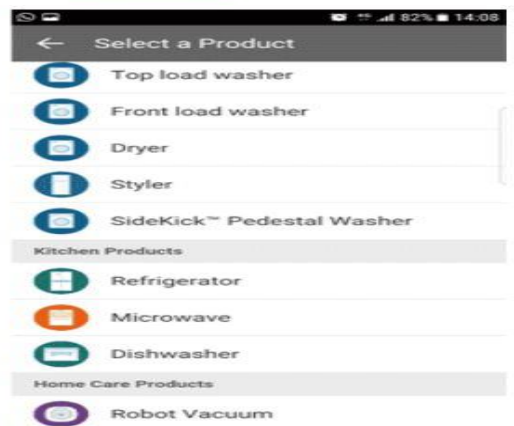 82% 14:08
Select a Product
Top load washer
Front load washer
Dryer
Styler
SideKick™ Pedestal Washer
Kitchen Products
Refrigerator
Microwave
Dishwasher
Home Care Products
Robot Vacuum